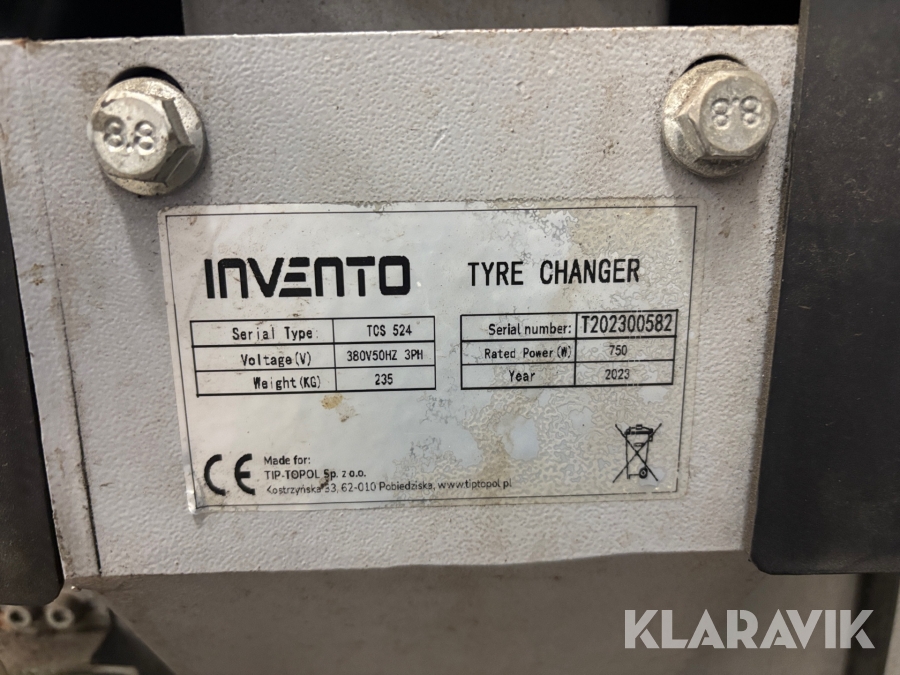 8.8
8.8
INVENTO TYRE CHANGER
Serial Type: TCS 524
Voltage(V) 380V50HZ 3PH
Weight(KG) 235
Serial number: T202300582
Rated Power(W) 750
Year 2023
CE
Made for:
TIP-TOPOL Sp. z o.o.
Kostrzyńska 33, 62-010 Pobiedziska, www.tiptopol.pl
KLARAVIK